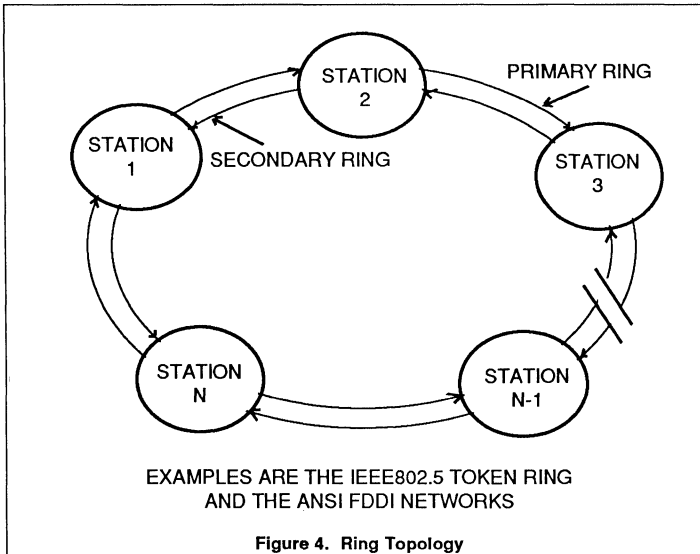 STATION
2
PRIMARY RING
STATION
1
SECONDARY RING
STATION
3
STATION
N
STATION
N-1
EXAMPLES ARE THE IEEE802.5 TOKEN RING
AND THE ANSI FDDI NETWORKS
Figure 4. Ring Topology